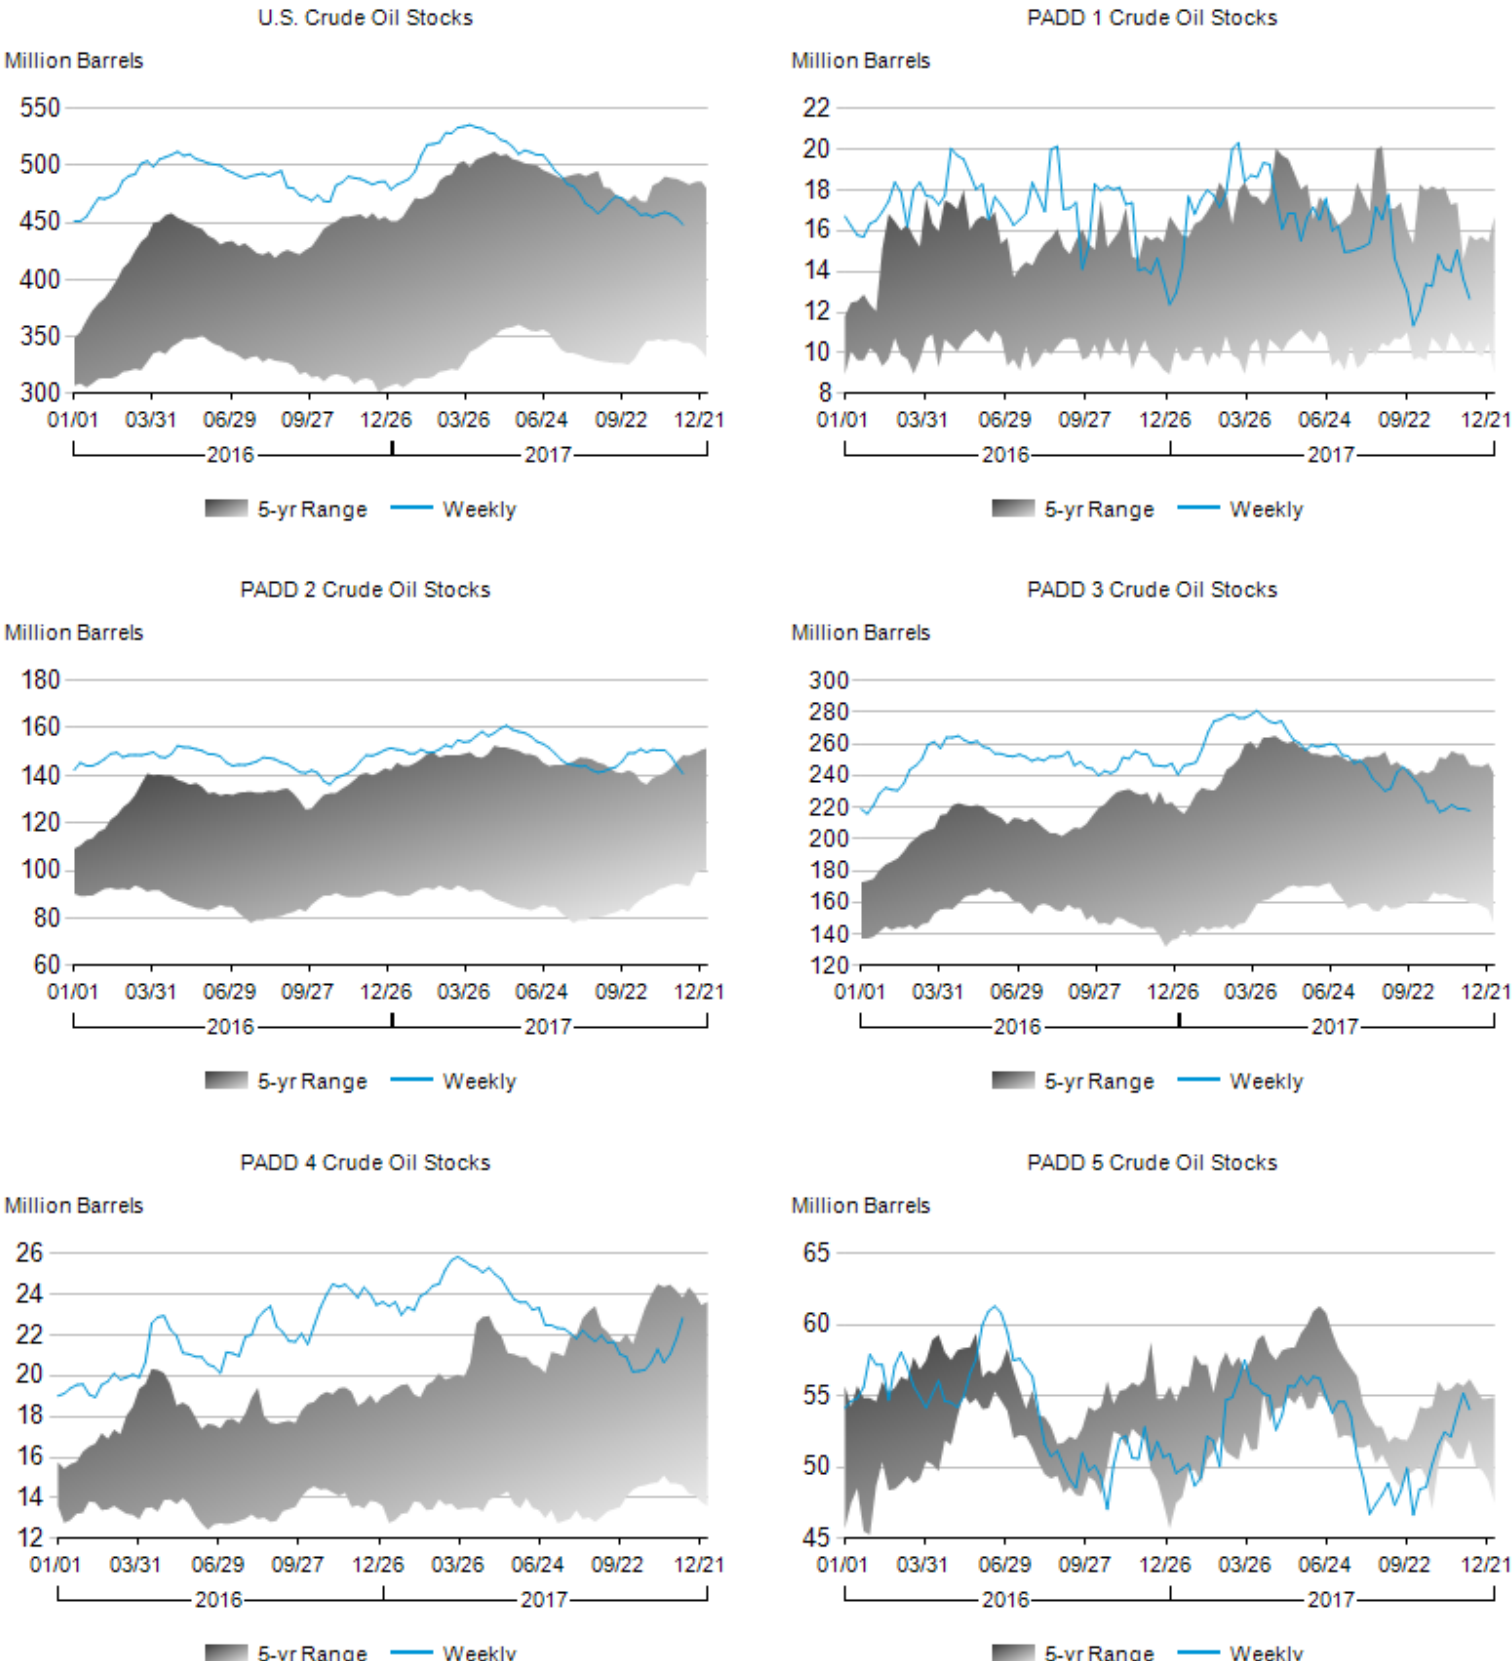 U.S. Crude Oil Stocks
Million Barrels
550
500
450
400
350
300
01/01 03/31 06/29 09/27 12/26 03/26 06/24 09/22 12/21
2016 2017
5-yr Range Weekly
PADD 1 Crude Oil Stocks
Million Barrels
22
20
18
16
14
12
10
8
01/01 03/31 06/29 09/27 12/26 03/26 06/24 09/22 12/21
2016 2017
5-yr Range Weekly
PADD 2 Crude Oil Stocks
Million Barrels
180
160
140
120
100
80
60
01/01 03/31 06/29 09/27 12/26 03/26 06/24 09/22 12/21
2016 2017
5-yr Range Weekly
PADD 3 Crude Oil Stocks
Million Barrels
300
280
260
240
220
200
180
160
140
120
01/01 03/31 06/29 09/27 12/26 03/26 06/24 09/22 12/21
2016 2017
5-yr Range Weekly
PADD 4 Crude Oil Stocks
Million Barrels
26
24
22
20
18
16
14
12
01/01 03/31 06/29 09/27 12/26 03/26 06/24 09/22 12/21
2016 2017
5-yr Range Weekly
PADD 5 Crude Oil Stocks
Million Barrels
65
60
55
50
45
01/01 03/31 06/29 09/27 12/26 03/26 06/24 09/22 12/21
2016 2017
5-yr Range Weekly